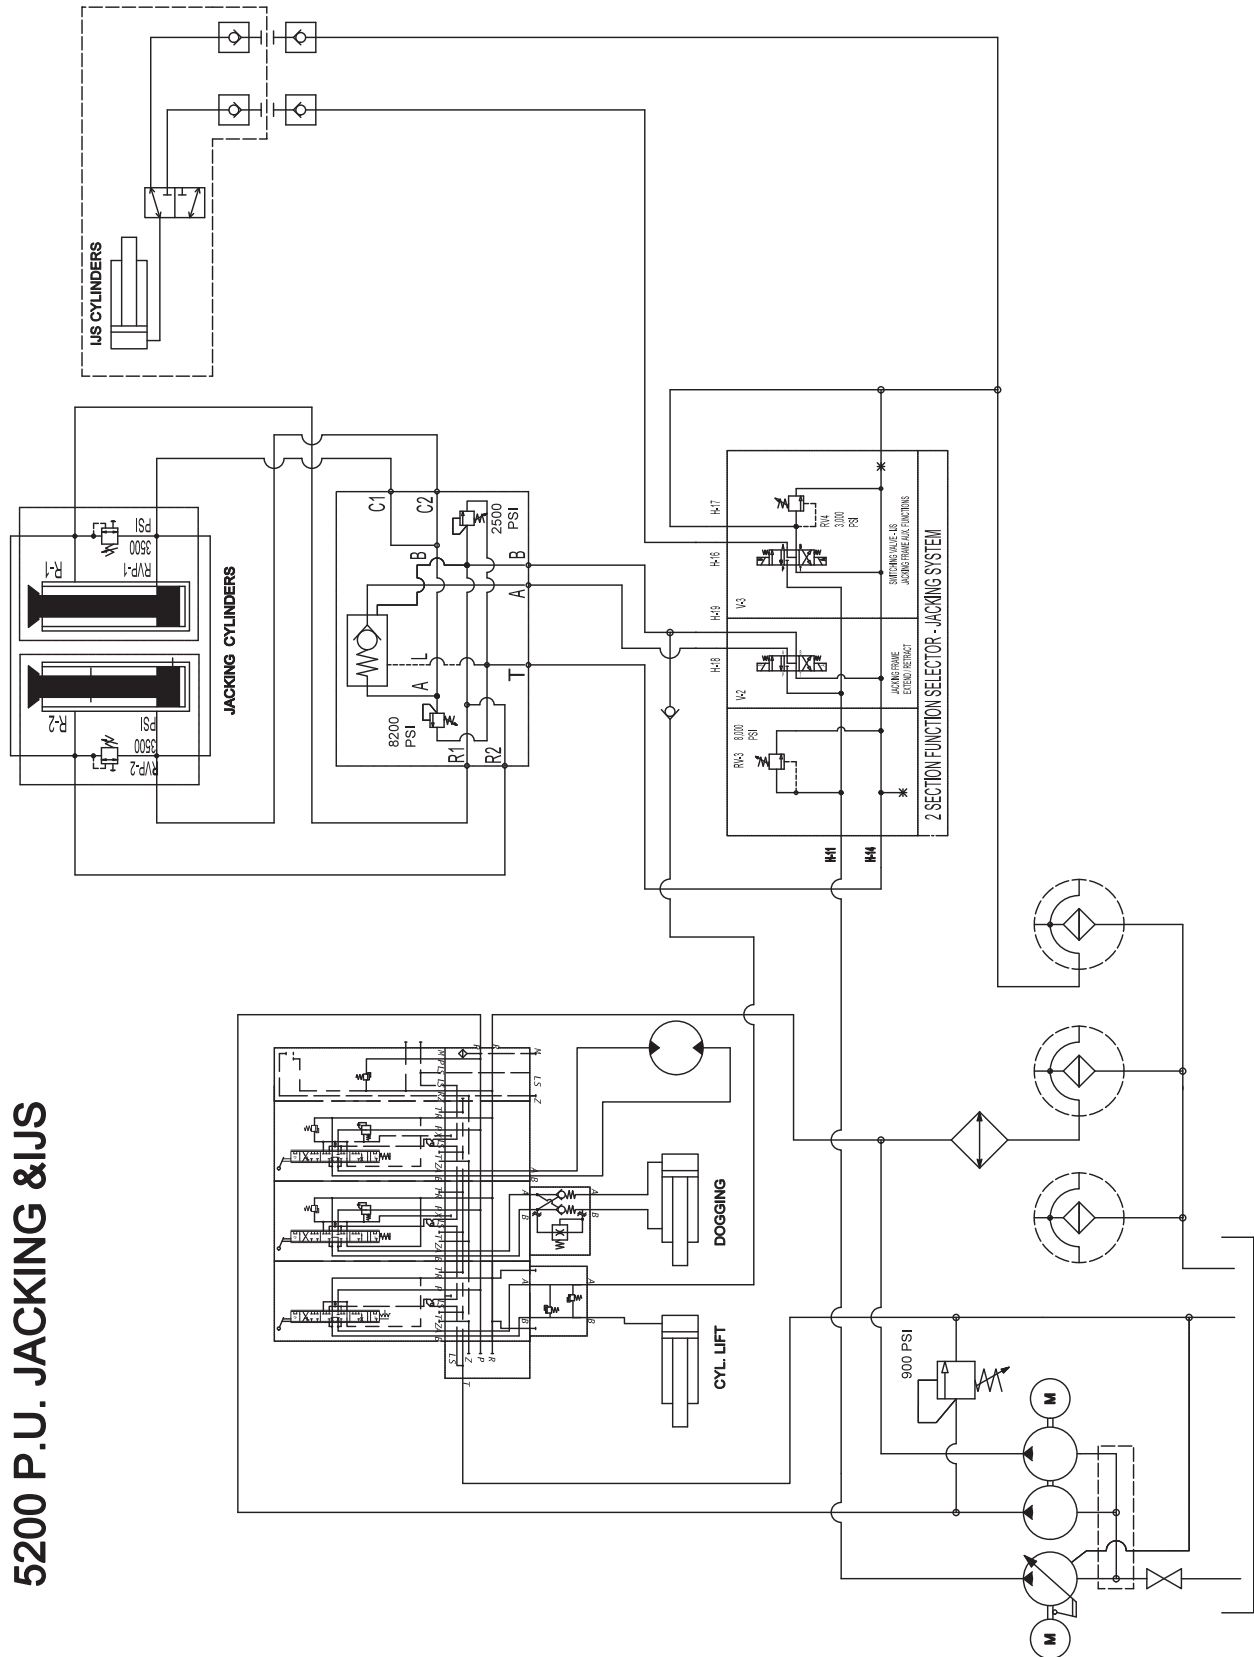 5200 P.U. JACKING &IJS
IJS CYLINDERS
JACKING CYLINDERS
R-1
RVP-1
3500
PSI
R-2
RVP-2
3500
PSI
C1
C2
B
A
L
8200
PSI
2500
PSI
R1
R2
T
A
B
H-17
H-16
H-19
H-18
V-3
V-2
RV4
3,000
PSI
RV-3
8,000
PSI
SWITCHING VALVE - IJS
JACKING FRAME AUX. FUNCTIONS
JACKING FRAME
EXTEND / RETRACT
2 SECTION FUNCTION SELECTOR - JACKING SYSTEM
H-11
H-14
DOGGING
CYL. LIFT
900 PSI
M
M
LS
Z
P
R
T
M
LS
Z
A
B
A
B
A
B
A
B
A
B